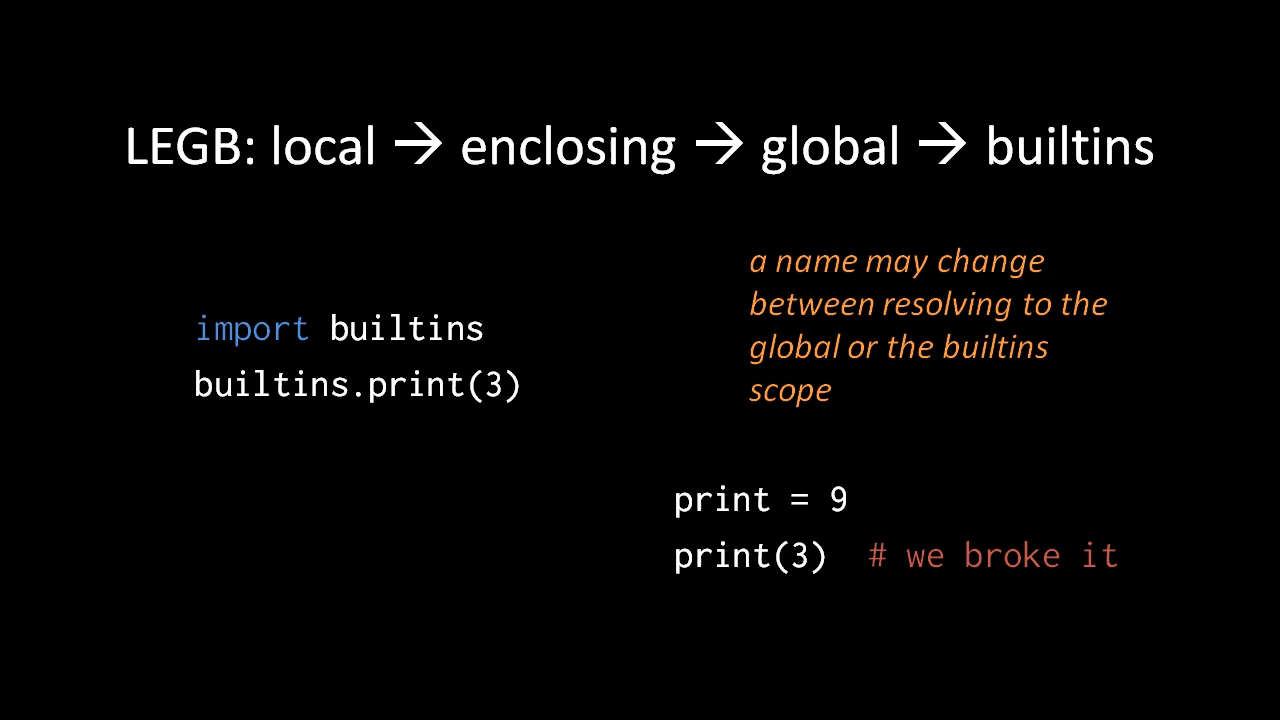 LEGB: local → enclosing → global → builtins
import builtins
builtins.print(3)
a name may change
between resolving to the
global or the builtins
scope
print = 9
print(3)  # we broke it